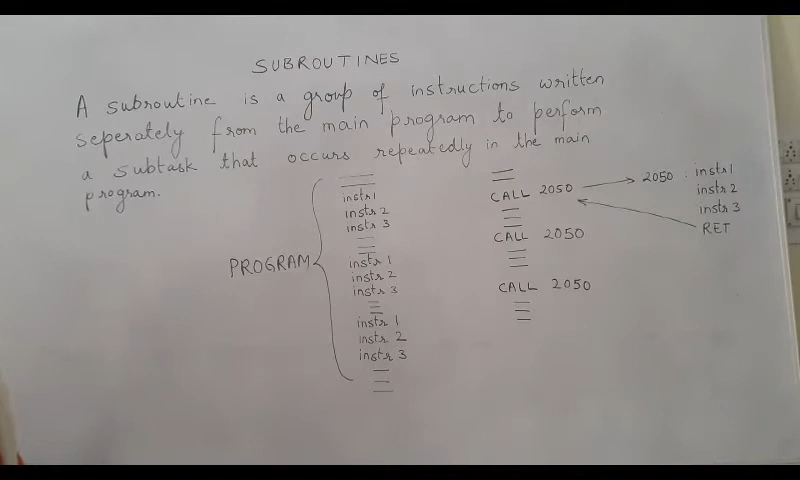 SUBROUTINES
A subroutine is a group of instructions written
seperately from the main program to perform
a subtask that occurs repeatedly in the main
program.
PROGRAM
instr1
instr 2
instr 3
instr 1
instr 2
instr 3
instr 1
instr 2
instr 3
CALL 2050
CALL 2050
CALL 2050
2050 : instr1
instr 2
instr 3
RET